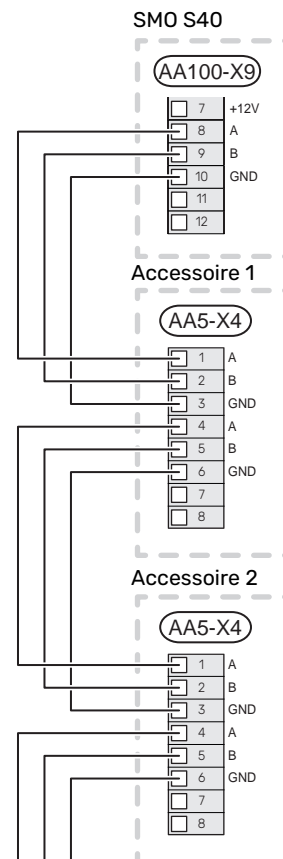 SMO S40
AA100-X9
7 +12V
8 A
9 B
10 GND
11
12
Accessoire 1
AA5-X4
1 A
2 B
3 GND
4 A
5 B
6 GND
7
8
Accessoire 2
AA5-X4
1 A
2 B
3 GND
4 A
5 B
6 GND
7
8